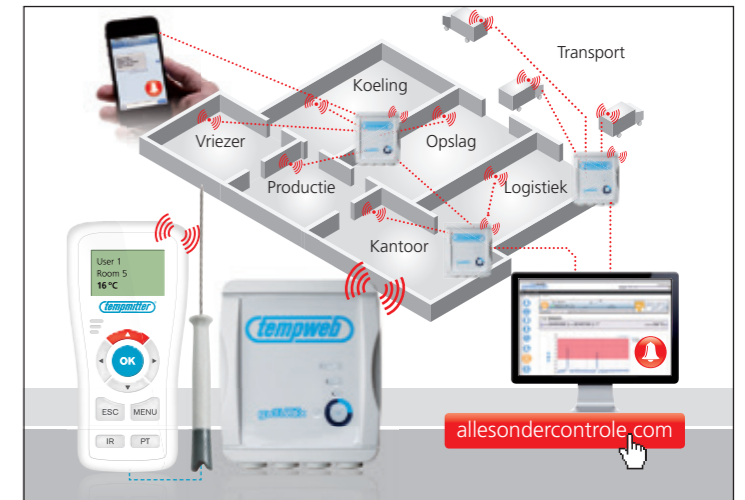 Transport
Koeling
Vriezer
Opslag
Productie
Logistiek
Kantoor
User 1
Room 5
16 °C
tempmitter
OK
ESC MENU
IR PT
tempweb
tempweb
allesondercontrole.com